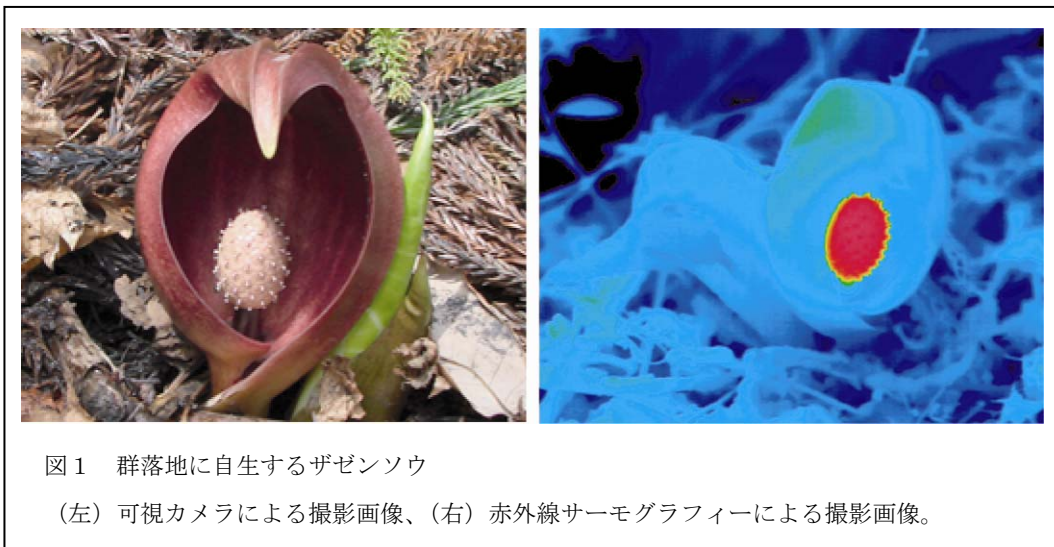 図１　群落地に自生するザゼンソウ
（左）可視カメラによる撮影画像、（右）赤外線サーモグラフィーによる撮影画像。